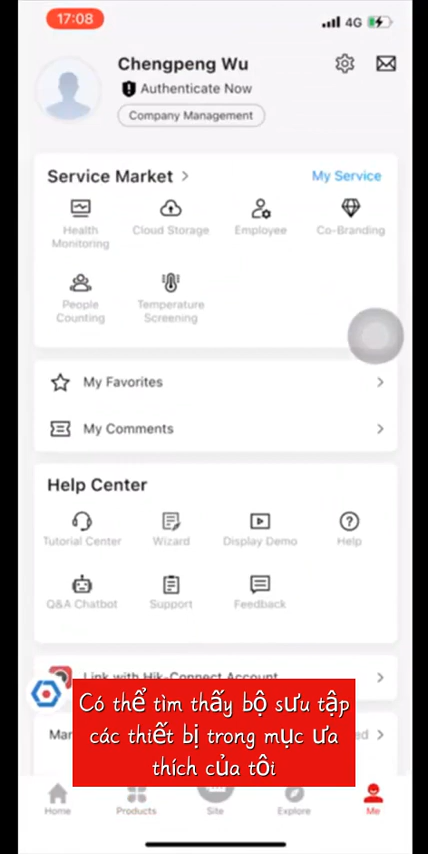 17:08
4G
Chengpeng Wu
Authenticate Now
Company Management
Service Market
My Service
Health Monitoring
Cloud Storage
Employee
Co-Branding
People Counting
Temperature Screening
My Favorites
My Comments
Help Center
Tutorial Center
Wizard
Display Demo
Help
Q&A Chatbot
Support
Feedback
Link with Hik-Connect Account
Có thể tìm thấy bộ sưu tập
các thiết bị trong mục ưa
thích của tôi
Home
Products
Site
Explore
Me